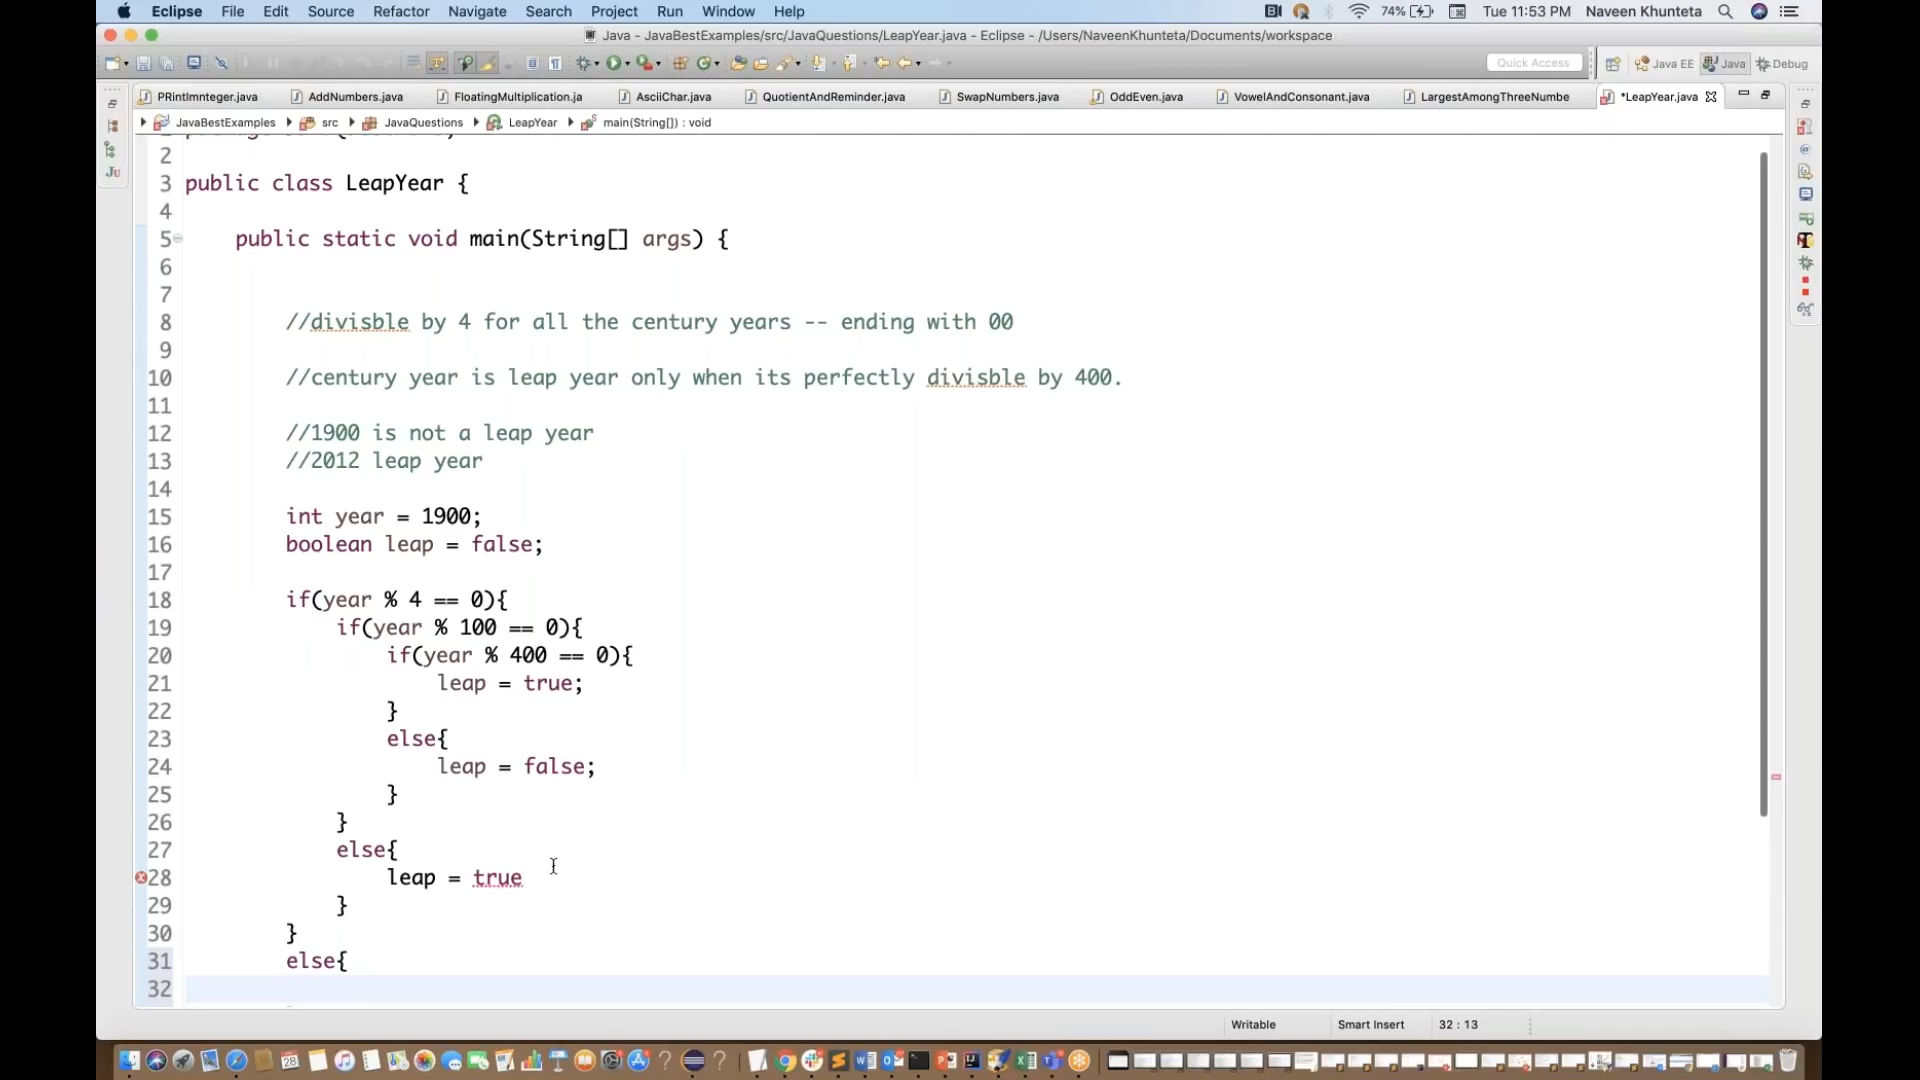 Eclipse File Edit Source Refactor Navigate Search Project Run Window Help 74% Tue 11:53 PM Naveen Khunteta
Java - JavaBestExamples/src/JavaQuestions/LeapYear.java - Eclipse - /Users/NaveenKhunteta/Documents/workspace
Quick Access Java EE Java Debug
PRintImnteger.java AddNumbers.java FloatingMultiplication.ja AsciiChar.java QuotientAndReminder.java SwapNumbers.java OddEven.java VowelAndConsonant.java LargestAmongThreeNumbe *LeapYear.java
JavaBestExamples src JavaQuestions LeapYear main(String[]) : void
2
3 public class LeapYear {
4
5 public static void main(String[] args) {
6
7
8 //divisble by 4 for all the century years -- ending with 00
9
10 //century year is leap year only when its perfectly divisble by 400.
11
12 //1900 is not a leap year
13 //2012 leap year
14
15 int year = 1900;
16 boolean leap = false;
17
18 if(year % 4 == 0){
19 if(year % 100 == 0){
20 if(year % 400 == 0){
21 leap = true;
22 }
23 else{
24 leap = false;
25 }
26 }
27 else{
28 leap = true
29 }
30 }
31 else{
32
Writable Smart Insert 32 : 13